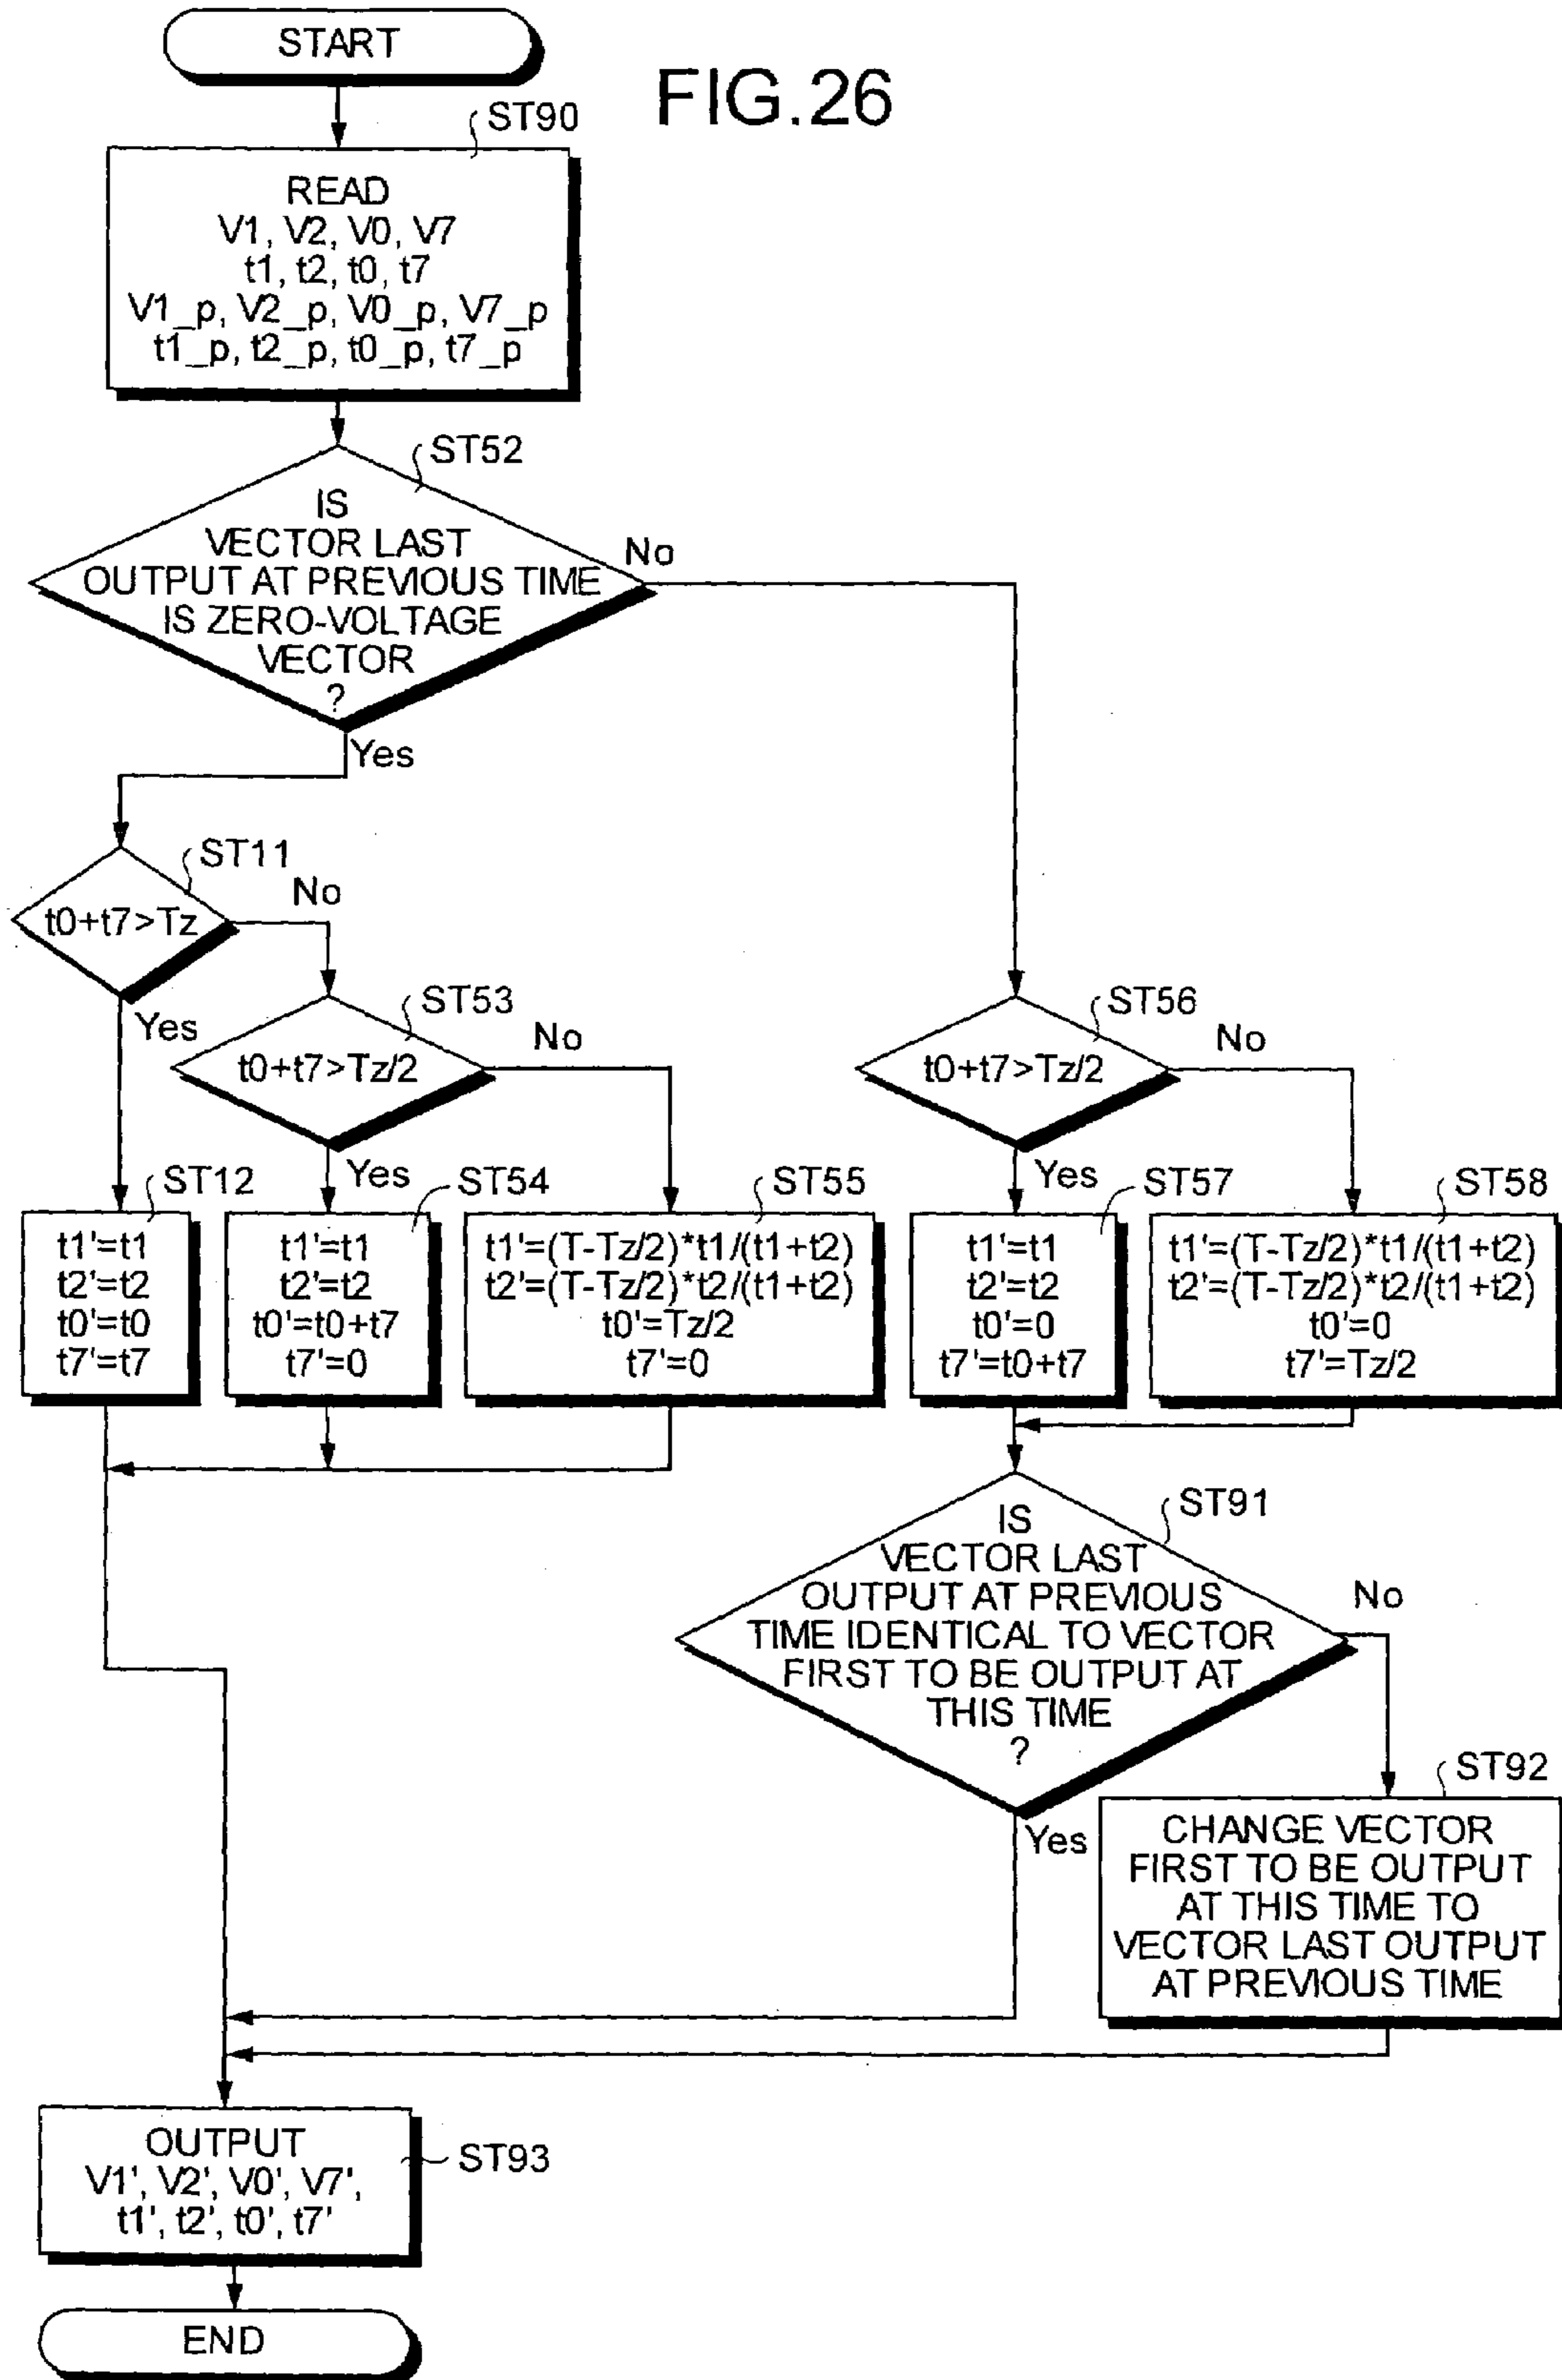 START
FIG.26
ST90
READ
V1, V2, V0, V7
t1, t2, t0, t7
V1_p, V2_p, V0_p, V7_p
t1_p, t2_p, t0_p, t7_p
ST52
IS
VECTOR LAST
OUTPUT AT PREVIOUS TIME
IS ZERO-VOLTAGE
VECTOR
?
No
Yes
ST11
t0+t7>Tz
No
Yes
ST53
t0+t7>Tz/2
No
Yes
ST56
t0+t7>Tz/2
No
Yes
ST12
t1'=t1
t2'=t2
t0'=t0
t7'=t7
ST54
t1'=t1
t2'=t2
t0'=t0+t7
t7'=0
ST55
t1'=(T-Tz/2)*t1/(t1+t2)
t2'=(T-Tz/2)*t2/(t1+t2)
t0'=Tz/2
t7'=0
ST57
t1'=t1
t2'=t2
t0'=0
t7'=t0+t7
ST58
t1'=(T-Tz/2)*t1/(t1+t2)
t2'=(T-Tz/2)*t2/(t1+t2)
t0'=0
t7'=Tz/2
ST91
IS
VECTOR LAST
OUTPUT AT PREVIOUS
TIME IDENTICAL TO VECTOR
FIRST TO BE OUTPUT AT
THIS TIME
?
No
Yes
ST92
CHANGE VECTOR
FIRST TO BE OUTPUT
AT THIS TIME TO
VECTOR LAST OUTPUT
AT PREVIOUS TIME
OUTPUT
V1', V2', V0', V7',
t1', t2', t0', t7'
ST93
END